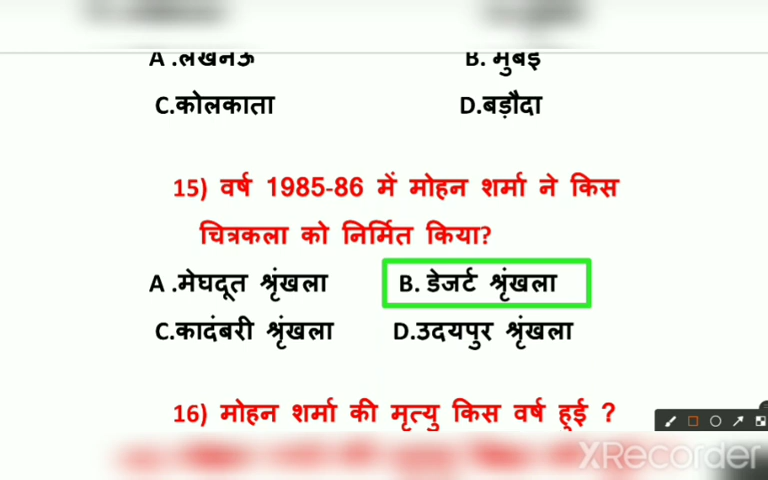 A .लखनऊ B. मुंबई
C.कोलकाता D.बड़ौदा
15) वर्ष 1985-86 में मोहन शर्मा ने किस
चित्रकला को निर्मित किया?
A .मेघदूत श्रृंखला B. डेजर्ट श्रृंखला
C.कादंबरी श्रृंखला D.उदयपुर श्रृंखला
16) मोहन शर्मा की मृत्यु किस वर्ष हुई ?
XRecorder